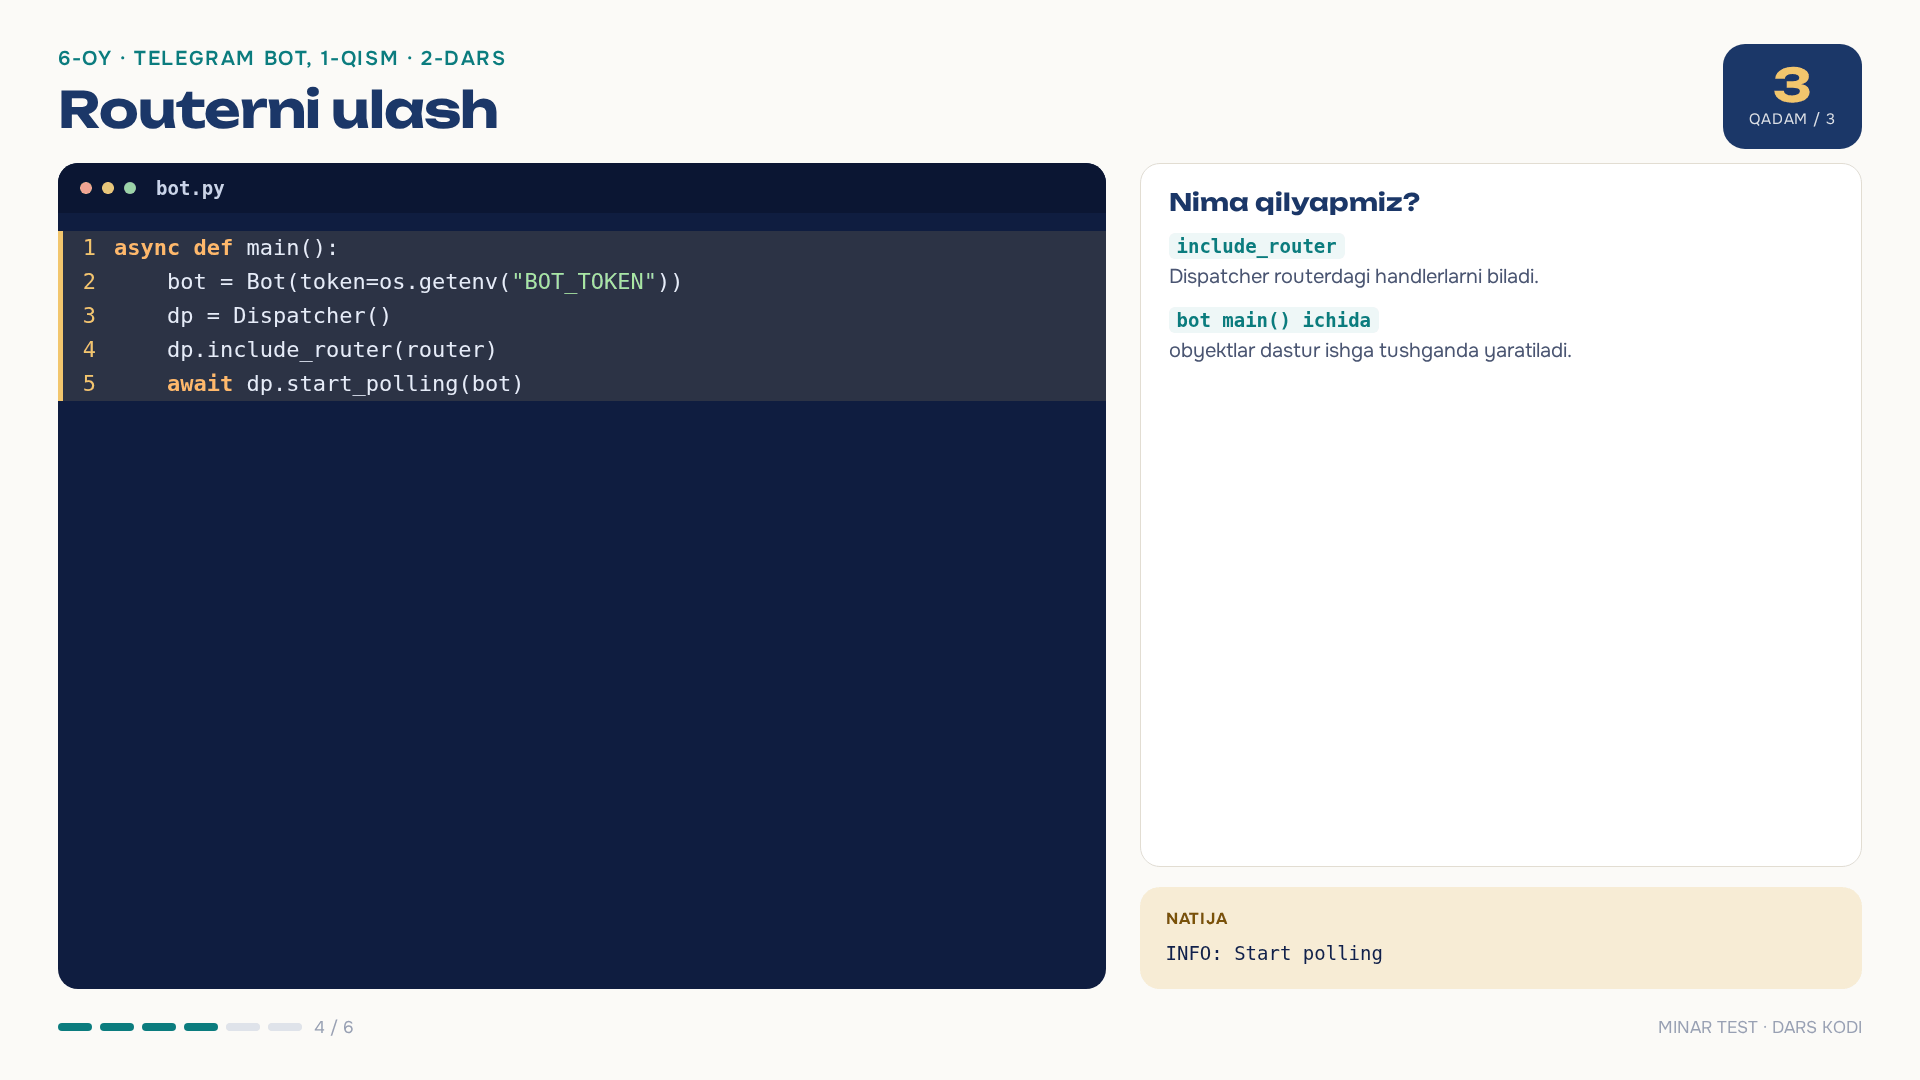 6-OY · TELEGRAM BOT, 1-QISM · 2-DARS
Routerni ulash
3
QADAM / 3
bot.py
1 async def main():
2     bot = Bot(token=os.getenv("BOT_TOKEN"))
3     dp = Dispatcher()
4     dp.include_router(router)
5     await dp.start_polling(bot)
Nima qilyapmiz?
include_router
Dispatcher routerdagi handlerlarni biladi.
bot main() ichida
obyektlar dastur ishga tushganda yaratiladi.
NATIJA
INFO: Start polling
4 / 6
MINAR TEST · DARS KODI